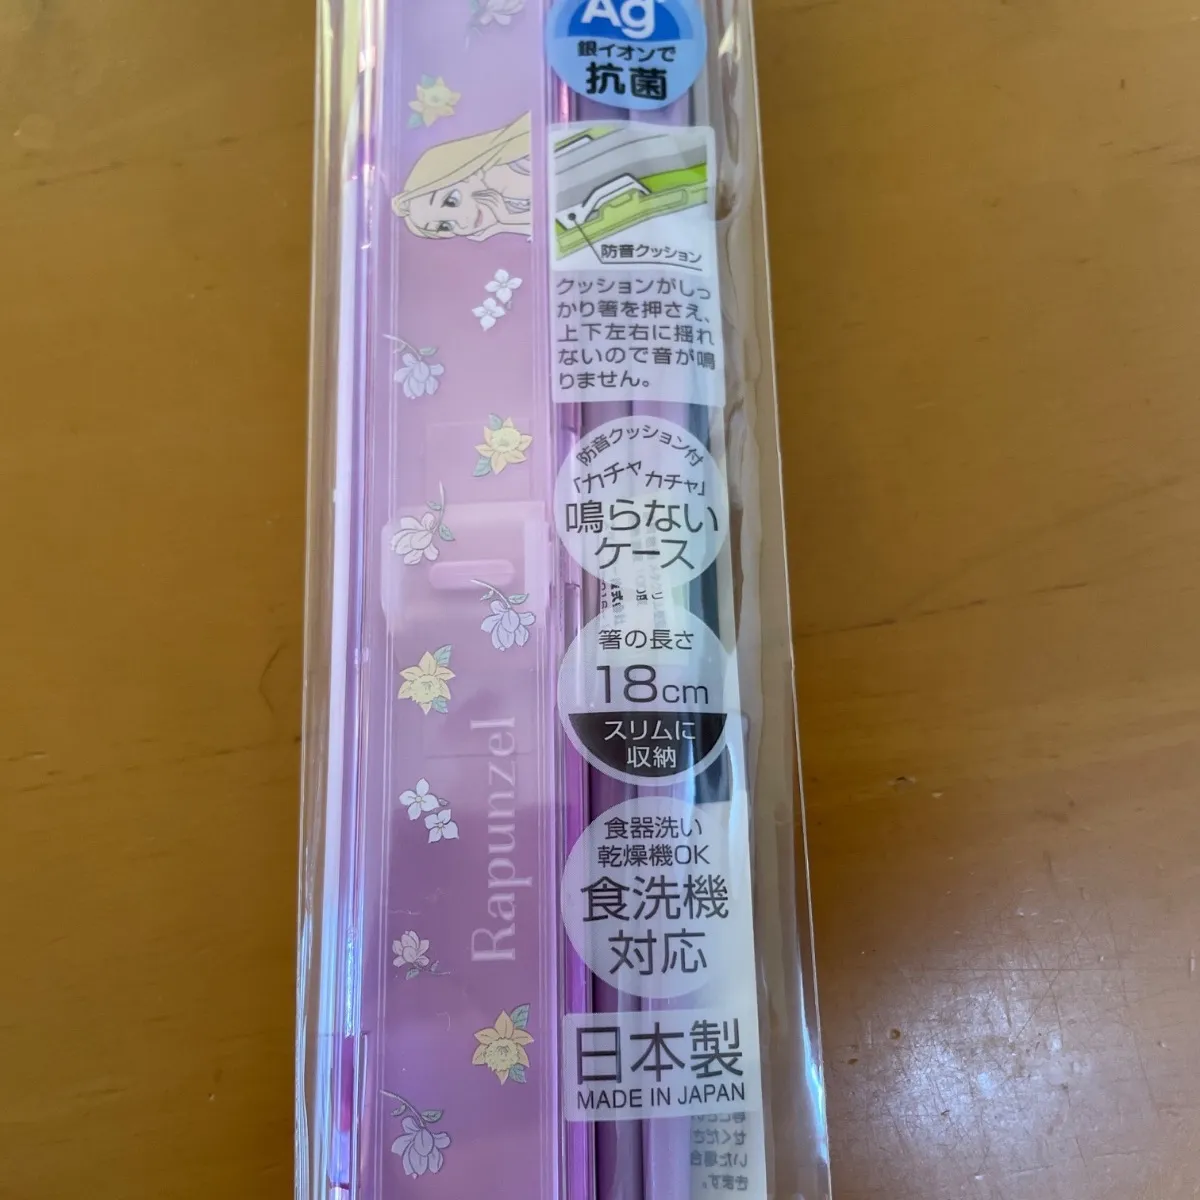 Ag+
銀イオンで
抗菌
防音クッション
クッションがしっ
かり箸を押さえ、
上下左右に揺れ
ないので音が鳴
りません。
防音クッション付
「カチャカチャ」
鳴らない
ケース
箸の長さ
18cm
スリムに
収納
食器洗い
乾燥機OK
食洗機
対応
日本製
MADE IN JAPAN
Rapunzel